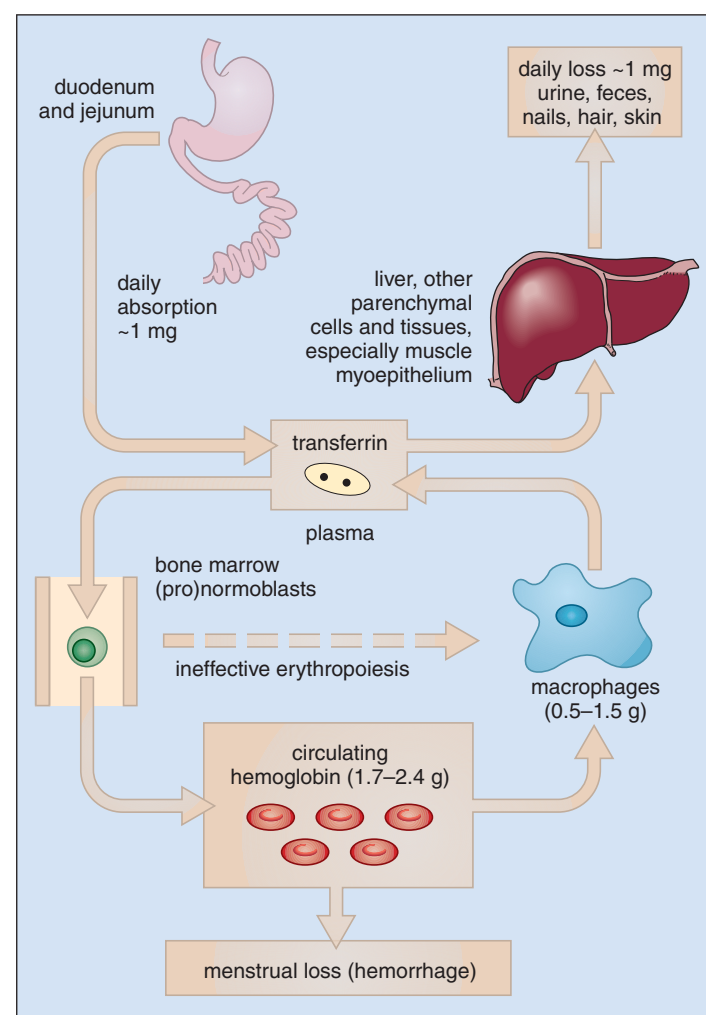 duodenum
and jejunum
daily loss ~1 mg
urine, feces,
nails, hair, skin
daily
absorption
~1 mg
liver, other
parenchymal
cells and tissues,
especially muscle
myoepithelium
transferrin
plasma
bone marrow
(pro)normoblasts
ineffective erythropoiesis
macrophages
(0.5–1.5 g)
circulating
hemoglobin (1.7–2.4 g)
menstrual loss (hemorrhage)